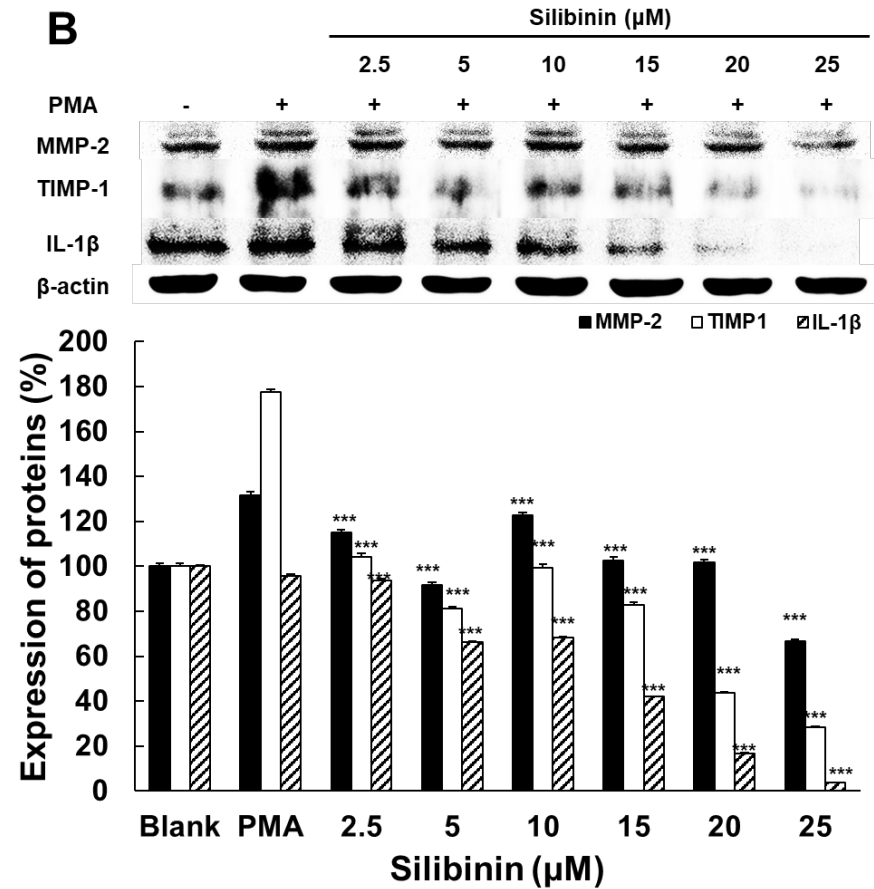 B
Silibinin (µM)
2.5 5 10 15 20 25
PMA - + + + + + + +
MMP-2
TIMP-1
IL-1β
β-actin
MMP-2 TIMP1 IL-1β
Expression of proteins (%)
200
180
160
140
120
100
80
60
40
20
0
*** *** ***
*** *** ***
*** *** ***
*** *** ***
*** *** ***
*** *** ***
Blank PMA 2.5 5 10 15 20 25
Silibinin (µM)